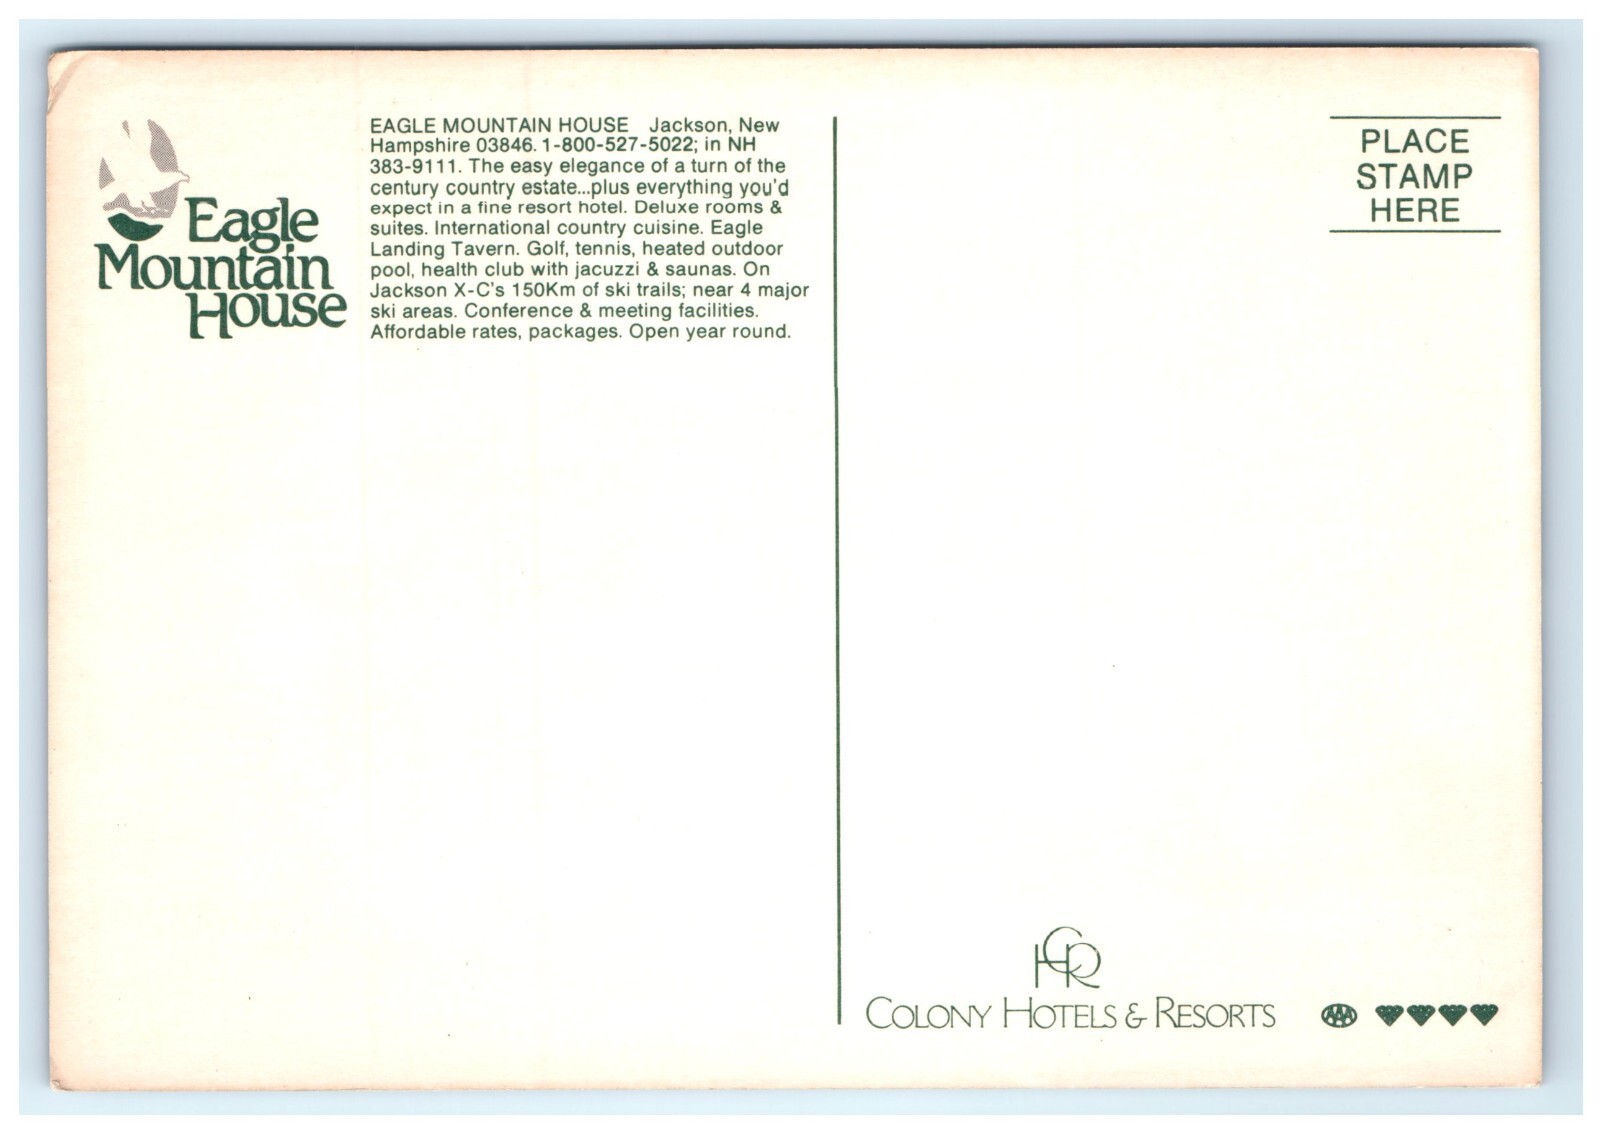 Eagle
Mountain
House
EAGLE MOUNTAIN HOUSE Jackson, New
Hampshire 03846. 1-800-527-5022; in NH
383-9111. The easy elegance of a turn of the
century country estate...plus everything you'd
expect in a fine resort hotel. Deluxe rooms &
suites. International country cuisine. Eagle
Landing Tavern. Golf, tennis, heated outdoor
pool, health club with jacuzzi & saunas. On
Jackson X-C's 150Km of ski trails; near 4 major
ski areas. Conference & meeting facilities.
Affordable rates, packages. Open year round.
PLACE
STAMP
HERE
HCR
COLONY HOTELS & RESORTS
AAA